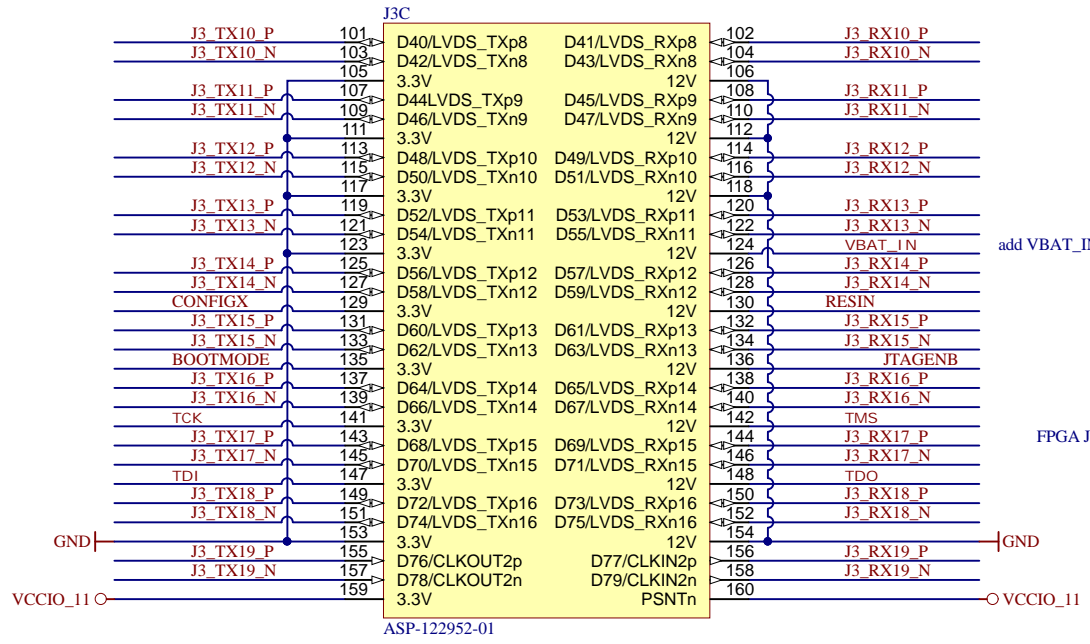 J3C
J3_TX10_P 101 D40/LVDS_TXp8 D41/LVDS_RXp8 102 J3_RX10_P
J3_TX10_N 103 D42/LVDS_TXn8 D43/LVDS_RXn8 104 J3_RX10_N
105 3.3V 12V 106
J3_TX11_P 107 D44LVDS_TXp9 D45/LVDS_RXp9 108 J3_RX11_P
J3_TX11_N 109 D46/LVDS_TXn9 D47/LVDS_RXn9 110 J3_RX11_N
111 3.3V 12V 112
J3_TX12_P 113 D48/LVDS_TXp10 D49/LVDS_RXp10 114 J3_RX12_P
J3_TX12_N 115 D50/LVDS_TXn10 D51/LVDS_RXn10 116 J3_RX12_N
117 3.3V 12V 118
J3_TX13_P 119 D52/LVDS_TXp11 D53/LVDS_RXp11 120 J3_RX13_P
J3_TX13_N 121 D54/LVDS_TXn11 D55/LVDS_RXn11 122 J3_RX13_N
123 3.3V 12V 124 VBAT_IN add VBAT_IN
J3_TX14_P 125 D56/LVDS_TXp12 D57/LVDS_RXp12 126 J3_RX14_P
J3_TX14_N 127 D58/LVDS_TXn12 D59/LVDS_RXn12 128 J3_RX14_N
CONFIGX 129 3.3V 12V 130 RESIN
J3_TX15_P 131 D60/LVDS_TXp13 D61/LVDS_RXp13 132 J3_RX15_P
J3_TX15_N 133 D62/LVDS_TXn13 D63/LVDS_RXn13 134 J3_RX15_N
BOOTMODE 135 3.3V 12V 136 JTAGENB
J3_TX16_P 137 D64/LVDS_TXp14 D65/LVDS_RXp14 138 J3_RX16_P
J3_TX16_N 139 D66/LVDS_TXn14 D67/LVDS_RXn14 140 J3_RX16_N
TCK 141 3.3V 12V 142 TMS
J3_TX17_P 143 D68/LVDS_TXp15 D69/LVDS_RXp15 144 J3_RX17_P FPGA J
J3_TX17_N 145 D70/LVDS_TXn15 D71/LVDS_RXn15 146 J3_RX17_N
TDI 147 3.3V 12V 148 TDO
J3_TX18_P 149 D72/LVDS_TXp16 D73/LVDS_RXp16 150 J3_RX18_P
J3_TX18_N 151 D74/LVDS_TXn16 D75/LVDS_RXn16 152 J3_RX18_N
GND 153 3.3V 12V 154 GND
J3_TX19_P 155 D76/CLKOUT2p D77/CLKIN2p 156 J3_RX19_P
J3_TX19_N 157 D78/CLKOUT2n D79/CLKIN2n 158 J3_RX19_N
VCCIO_11 159 3.3V PSNTn 160 VCCIO_11
ASP-122952-01